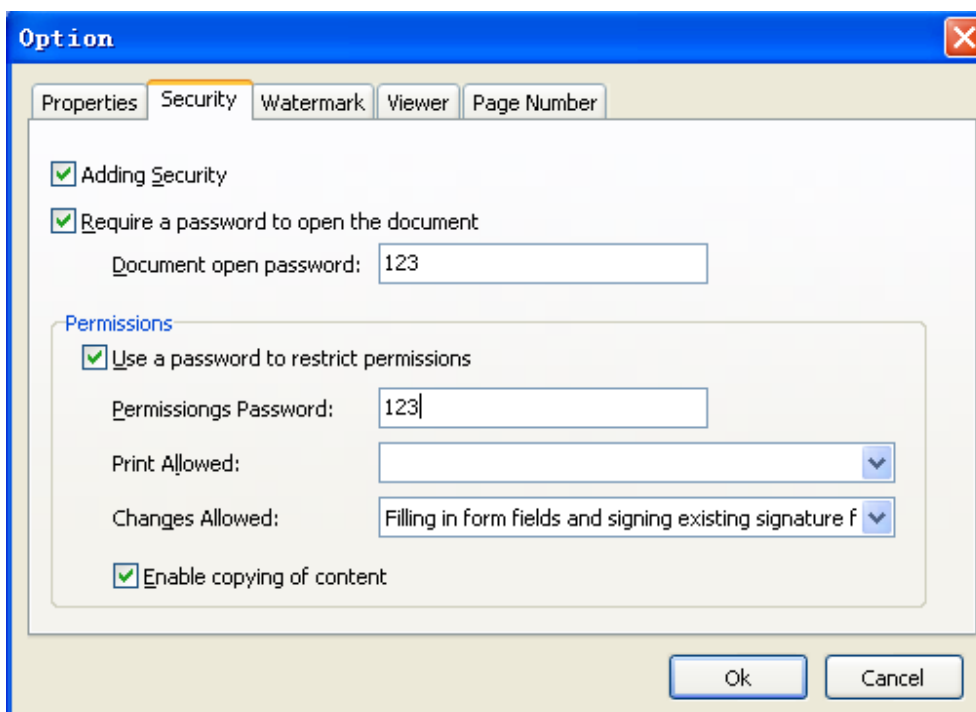 Option
Properties Security Watermark Viewer Page Number
Adding Security
Require a password to open the document
Document open password: 123
Permissions
Use a password to restrict permissions
Permissiongs Password: 123
Print Allowed:
Changes Allowed: Filling in form fields and signing existing signature f
Enable copying of content
Ok Cancel